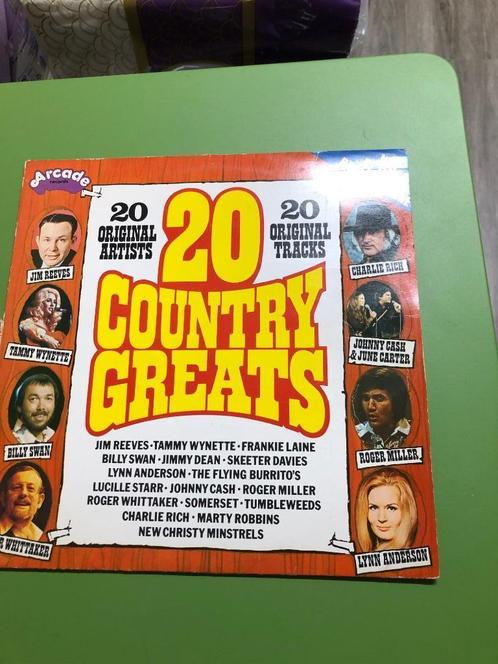 Arcade
records
20
ORIGINAL
ARTISTS
20
20
ORIGINAL
TRACKS
COUNTRY
GREATS
JIM REEVES
TAMMY WYNETTE
BILLY SWAN
R WHITTAKER
CHARLIE RICH
JOHNNY CASH
& JUNE CARTER
ROGER MILLER
LYNN ANDERSON
JIM REEVES · TAMMY WYNETTE · FRANKIE LAINE
BILLY SWAN · JIMMY DEAN · SKEETER DAVIES
LYNN ANDERSON · THE FLYING BURRITO'S
LUCILLE STARR · JOHNNY CASH · ROGER MILLER
ROGER WHITTAKER · SOMERSET · TUMBLEWEEDS
CHARLIE RICH · MARTY ROBBINS
NEW CHRISTY MINSTRELS